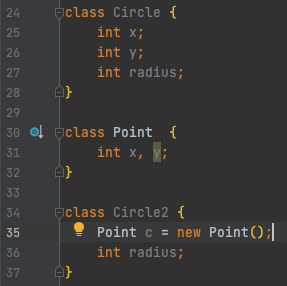 24 class Circle {
25     int x;
26     int y;
27     int radius;
28 }
29
30 class Point  {
31     int x, y;
32 }
33
34 class Circle2 {
35     Point c = new Point();
36     int radius;
37 }